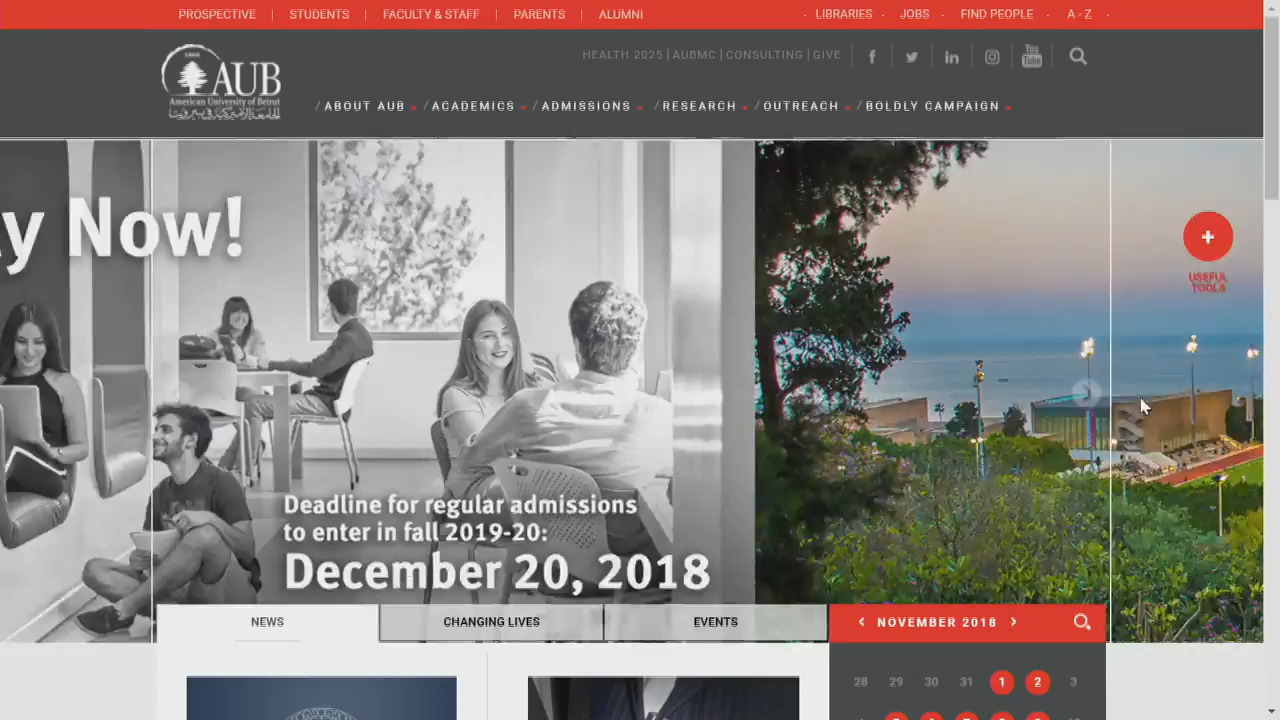 PROSPECTIVE | STUDENTS | FACULTY & STAFF | PARENTS | ALUMNI
· LIBRARIES · JOBS · FIND PEOPLE · A - Z ·
HEALTH 2025 | AUBMC | CONSULTING | GIVE
You
Tube
1866
AUB
American University of Beirut
/ ABOUT AUB / ACADEMICS / ADMISSIONS / RESEARCH / OUTREACH / BOLDLY CAMPAIGN
y Now!
+
USEFUL
TOOLS
Deadline for regular admissions
to enter in fall 2019-20:
December 20, 2018
NEWS
CHANGING LIVES
EVENTS
‹ NOVEMBER 2018 ›
28 29 30 31 1 2 3